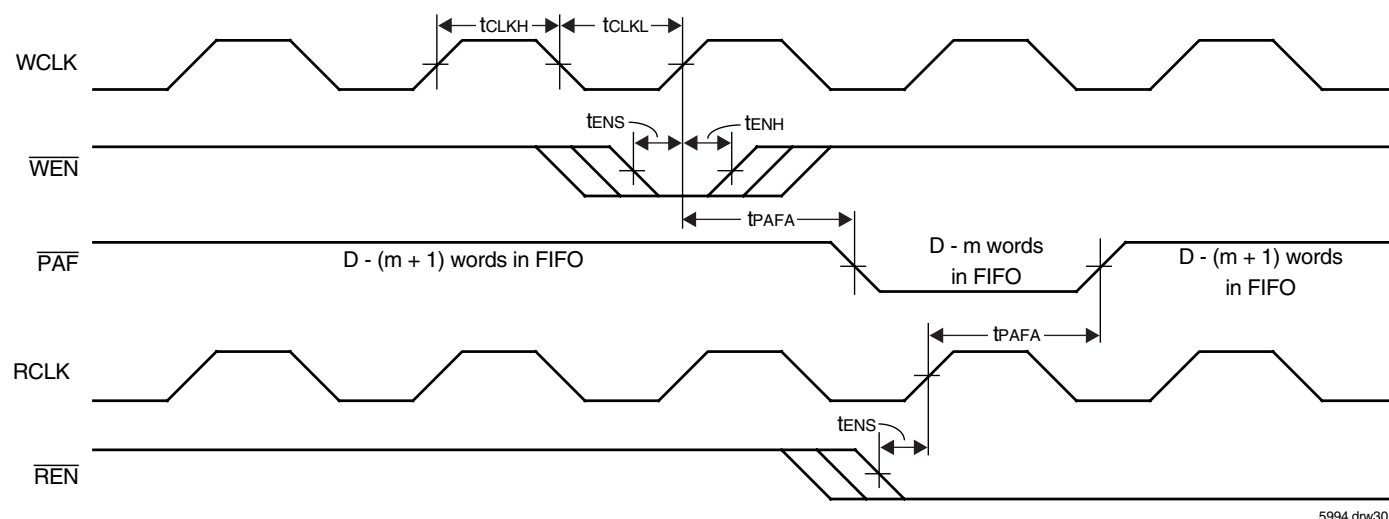 tCLKH
tCLKL
WCLK
tENS
tENH
WEN
tPAFA
PAF
D - (m + 1) words in FIFO
D - m words
in FIFO
D - (m + 1) words
in FIFO
tPAFA
RCLK
tENS
REN
5994 drw30